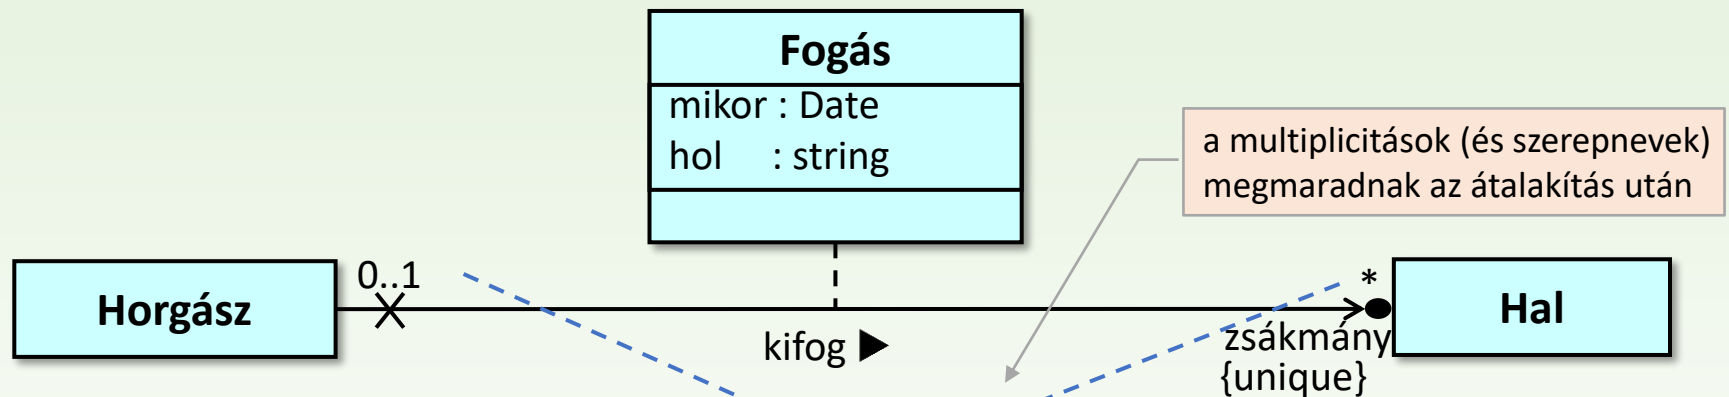 Fogás
mikor : Date
hol : string
a multiplicitások (és szerepnevek)
megmaradnak az átalakítás után
Horgász
0..1
kifog ▶
*
zsákmány
{unique}
Hal